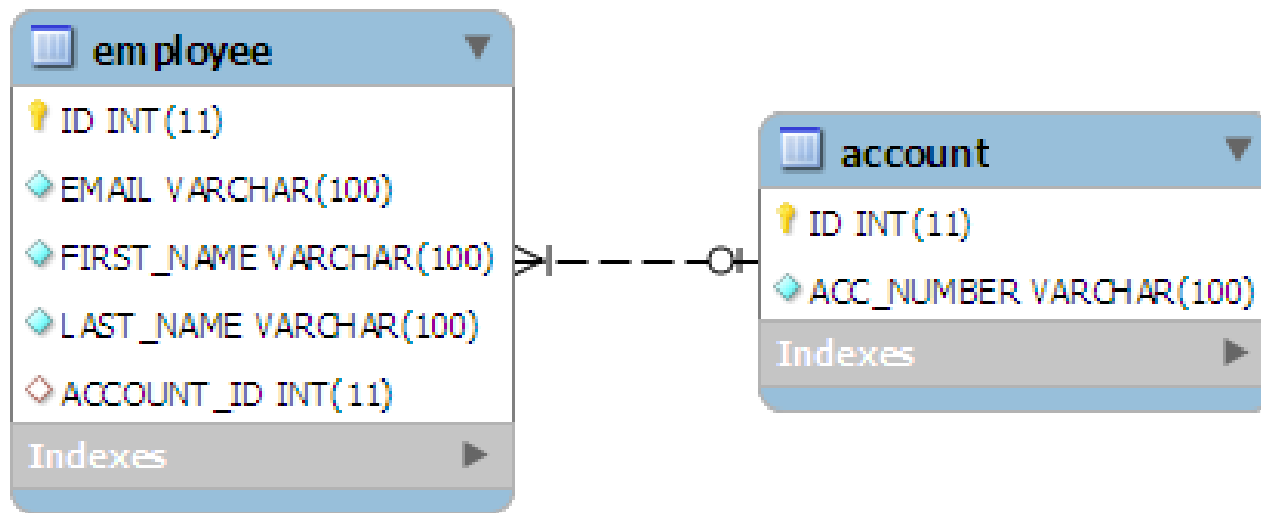 employee
ID INT(11)
EMAIL VARCHAR(100)
FIRST_NAME VARCHAR(100)
LAST_NAME VARCHAR(100)
ACCOUNT_ID INT(11)
Indexes
account
ID INT(11)
ACC_NUMBER VARCHAR(100)
Indexes